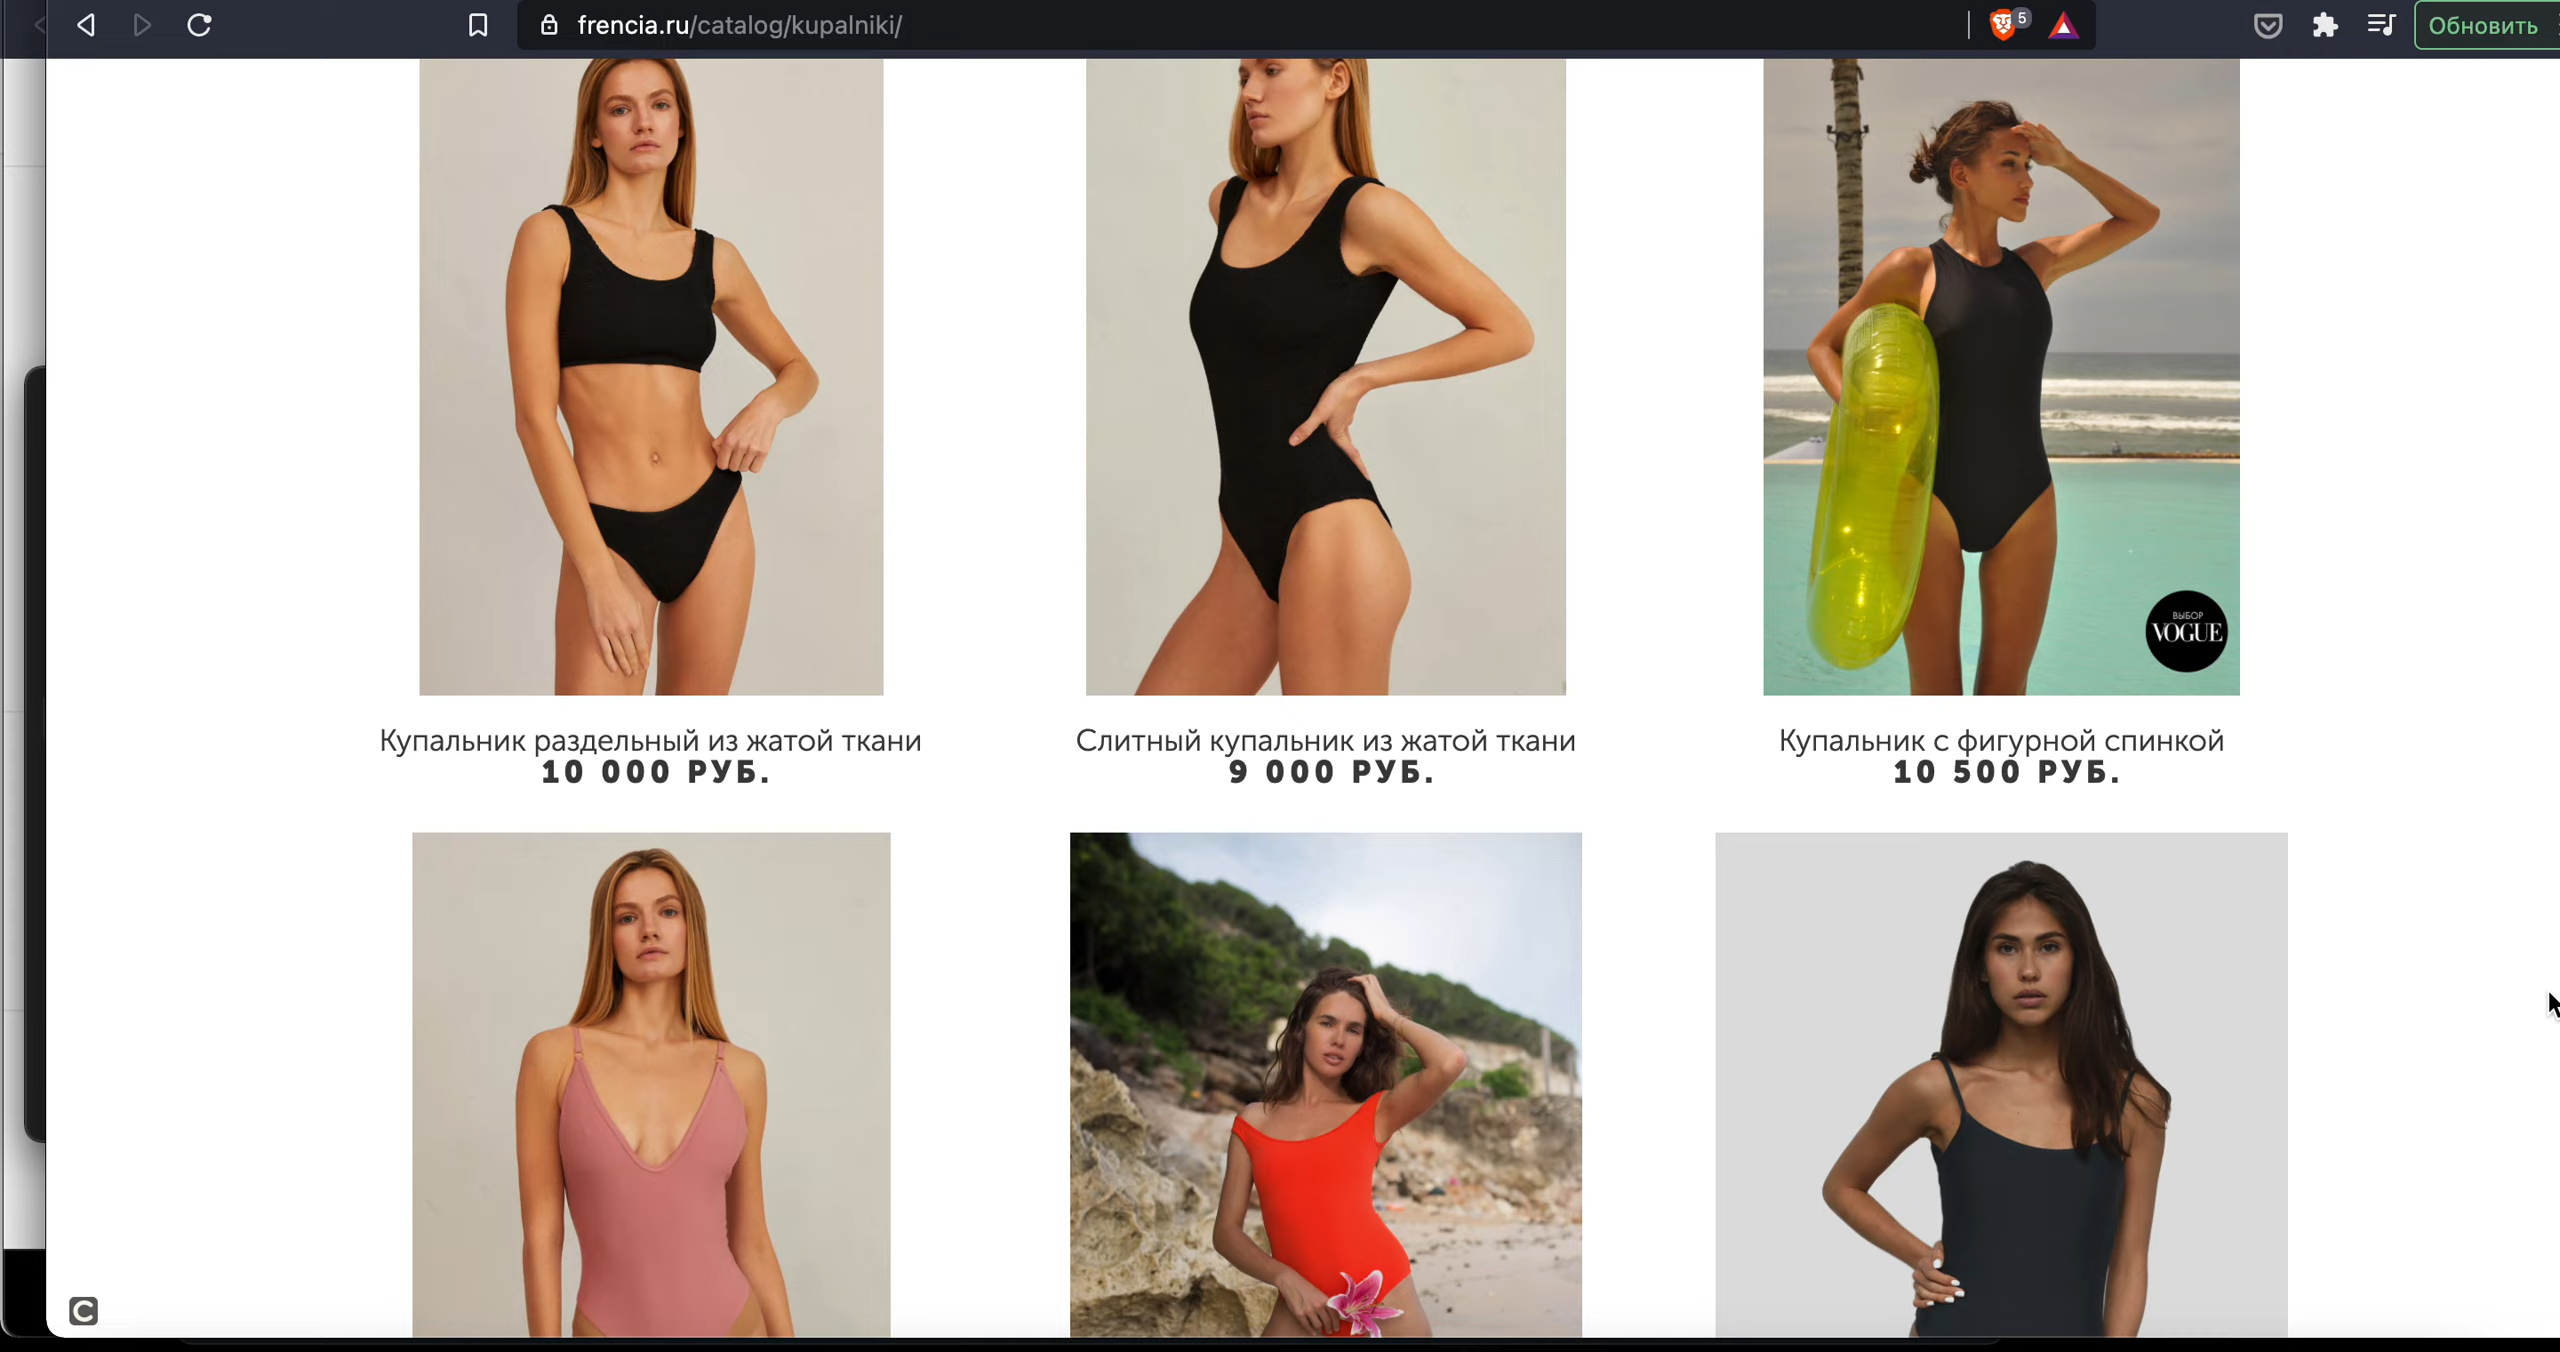 5
frencia.ru/catalog/kupalniki/
Обновить
ВЫБОР
VOGUE
Купальник раздельный из жатой ткани
10 000 РУБ.
Слитный купальник из жатой ткани
9 000 РУБ.
Купальник с фигурной спинкой
10 500 РУБ.
C